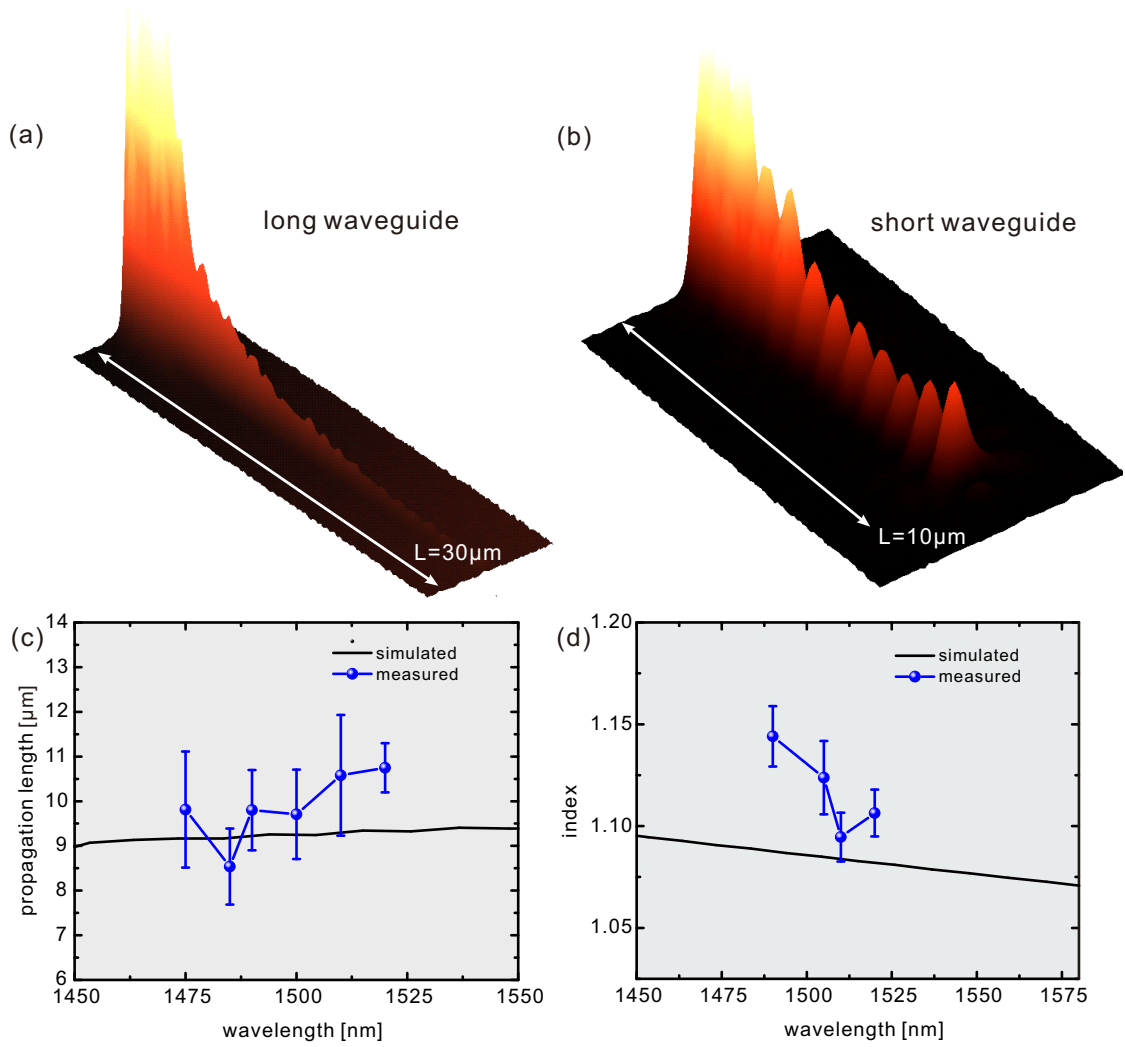 (a)
long waveguide
L=30µm
(b)
short waveguide
L=10µm
(c)
14
13
12
11
10
9
8
7
6
propagation length [µm]
simulated
measured
1450
1475
1500
1525
1550
wavelength [nm]
(d)
1.20
1.15
1.10
1.05
index
simulated
measured
1450
1475
1500
1525
1550
1575
wavelength [nm]